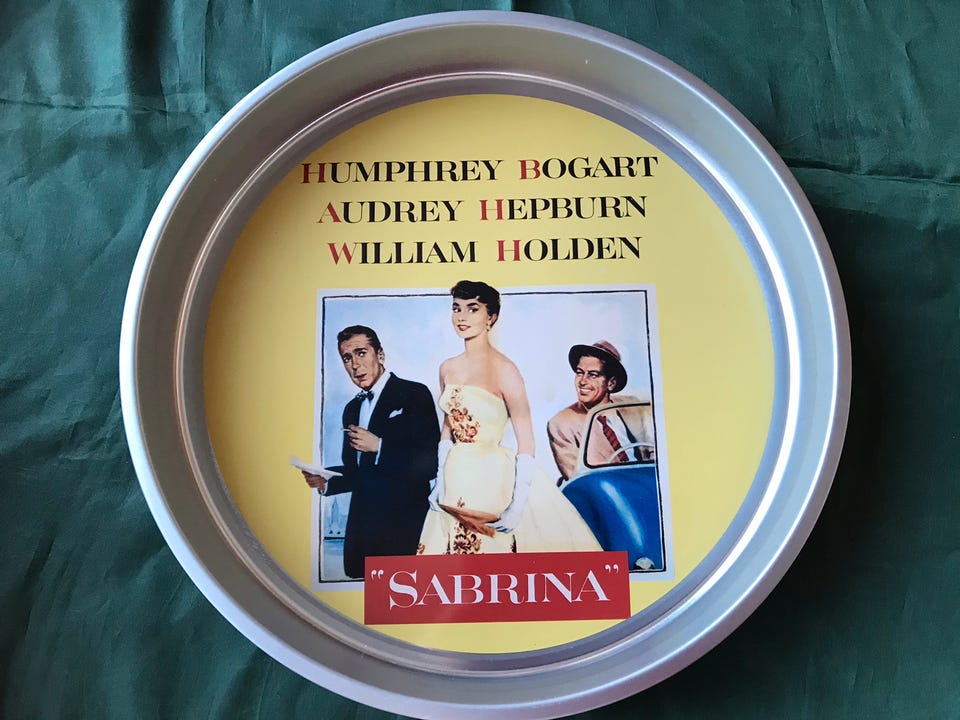 HUMPHREY BOGART
AUDREY HEPBURN
WILLIAM HOLDEN
"SABRINA"